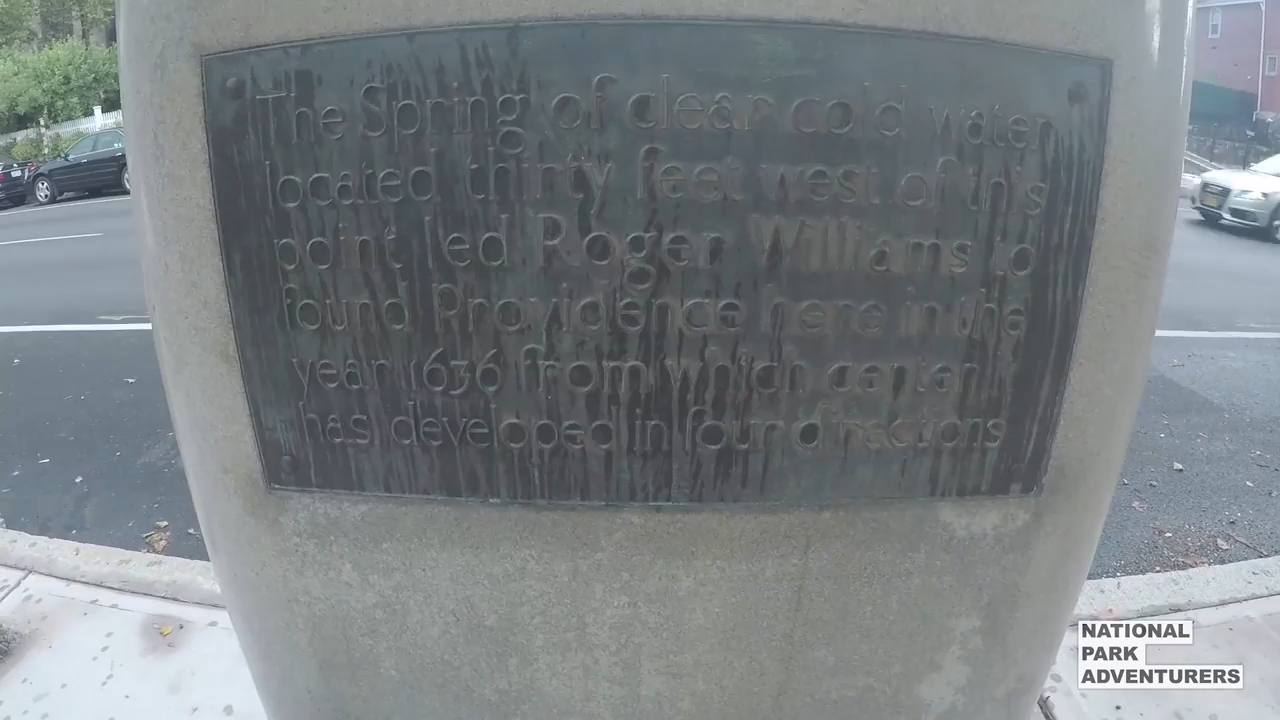 The Spring of clear cold water
located thirty feet west of this
point led Roger Williams to
found Providence here in the
year 1636 from which center it
has developed in four directions
NATIONAL
PARK
ADVENTURERS